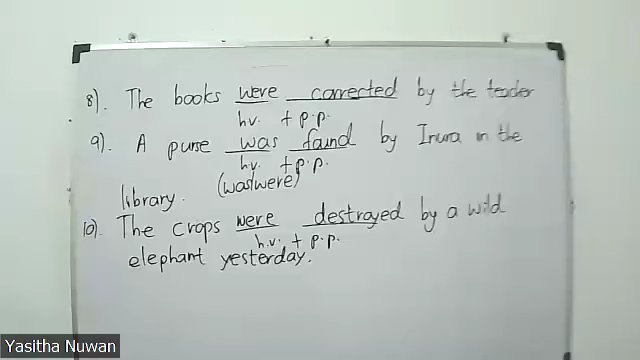 8). The books were corrected by the teacher
h.v. + p.p.
9). A purse was found by Inura in the
h.v. + p.p.
(was/were)
library.
10). The crops were destroyed by a wild
h.v. + p.p.
elephant yesterday.
Yasitha Nuwan